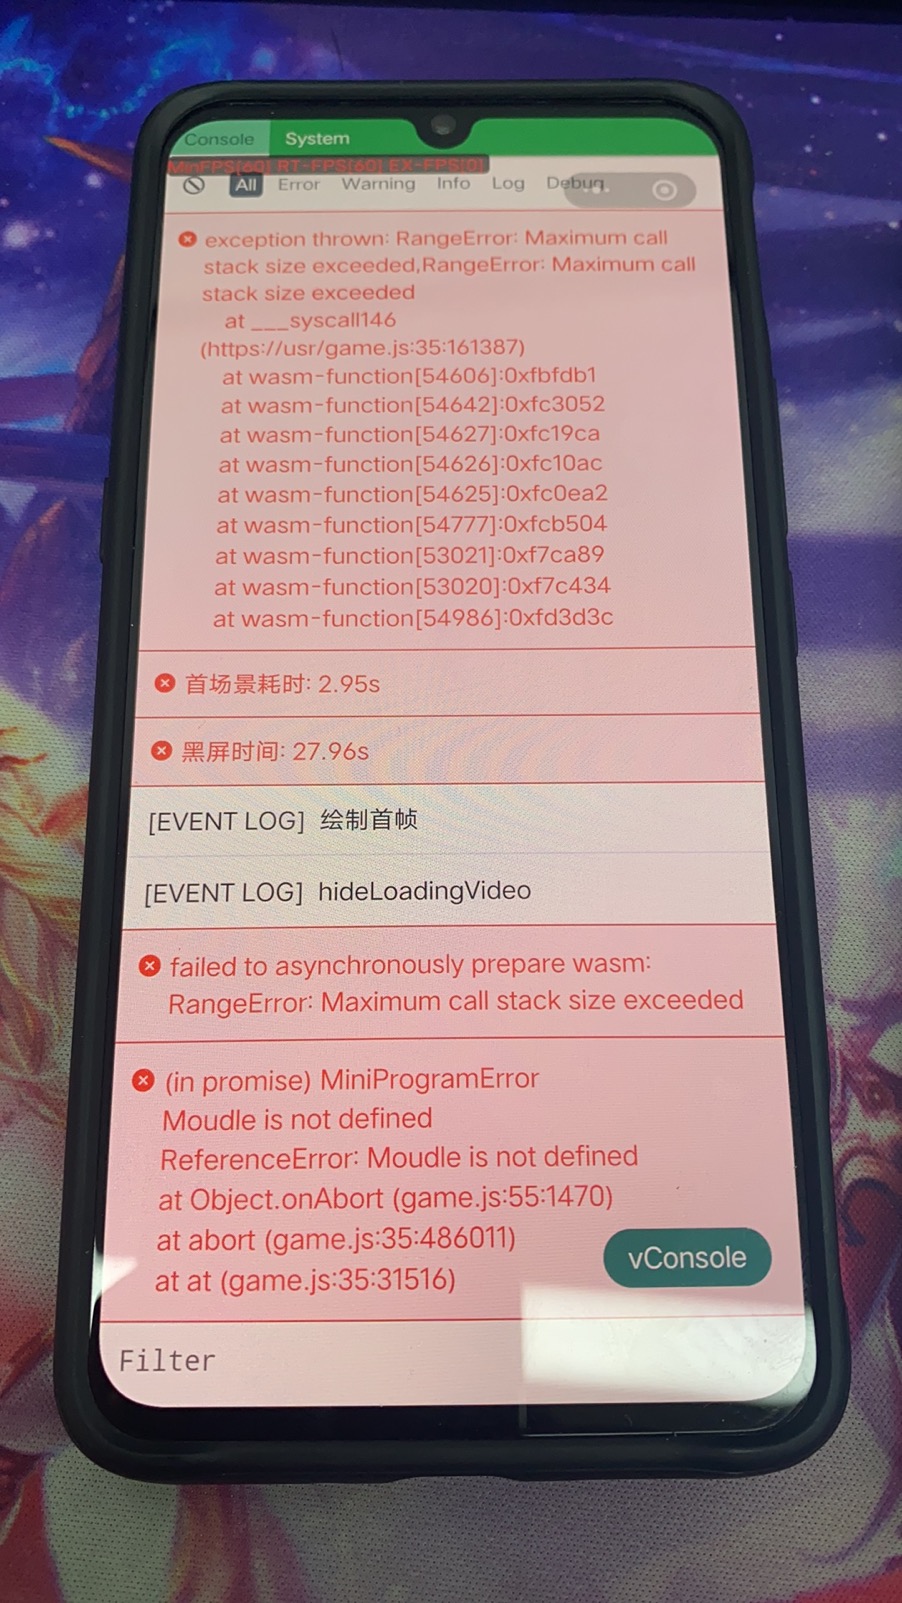 Console System
MinFPS[60] RT-FPS[60] EX-FPS[0]
All Error Warning Info Log Debug
exception thrown: RangeError: Maximum call
stack size exceeded,RangeError: Maximum call
stack size exceeded
at ___syscall146
(https://usr/game.js:35:161387)
at wasm-function[54606]:0xfbfdb1
at wasm-function[54642]:0xfc3052
at wasm-function[54627]:0xfc19ca
at wasm-function[54626]:0xfc10ac
at wasm-function[54625]:0xfc0ea2
at wasm-function[54777]:0xfcb504
at wasm-function[53021]:0xf7ca89
at wasm-function[53020]:0xf7c434
at wasm-function[54986]:0xfd3d3c
首场景耗时: 2.95s
黑屏时间: 27.96s
[EVENT LOG] 绘制首帧
[EVENT LOG] hideLoadingVideo
failed to asynchronously prepare wasm:
RangeError: Maximum call stack size exceeded
(in promise) MiniProgramError
Moudle is not defined
ReferenceError: Moudle is not defined
at Object.onAbort (game.js:55:1470)
at abort (game.js:35:486011)
at at (game.js:35:31516)
vConsole
Filter